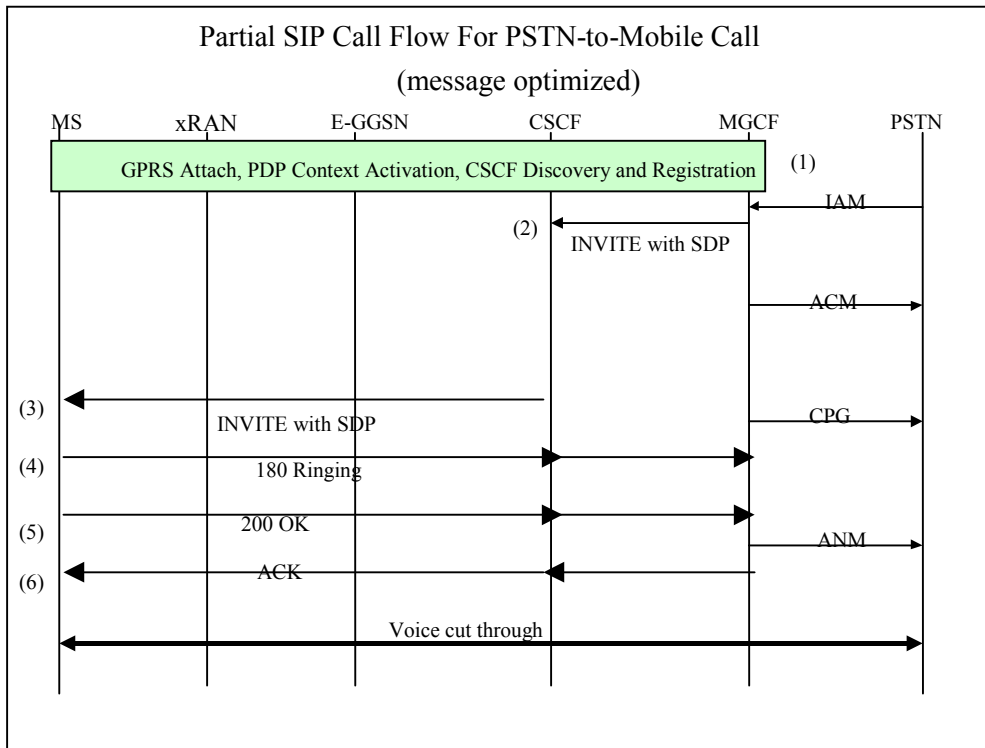 Partial SIP Call Flow For PSTN-to-Mobile Call
(message optimized)
MS xRAN E-GGSN CSCF MGCF PSTN
GPRS Attach, PDP Context Activation, CSCF Discovery and Registration (1)
IAM
(2) INVITE with SDP
ACM
(3) INVITE with SDP
CPG
(4) 180 Ringing
(5) 200 OK
ANM
(6) ACK
Voice cut through